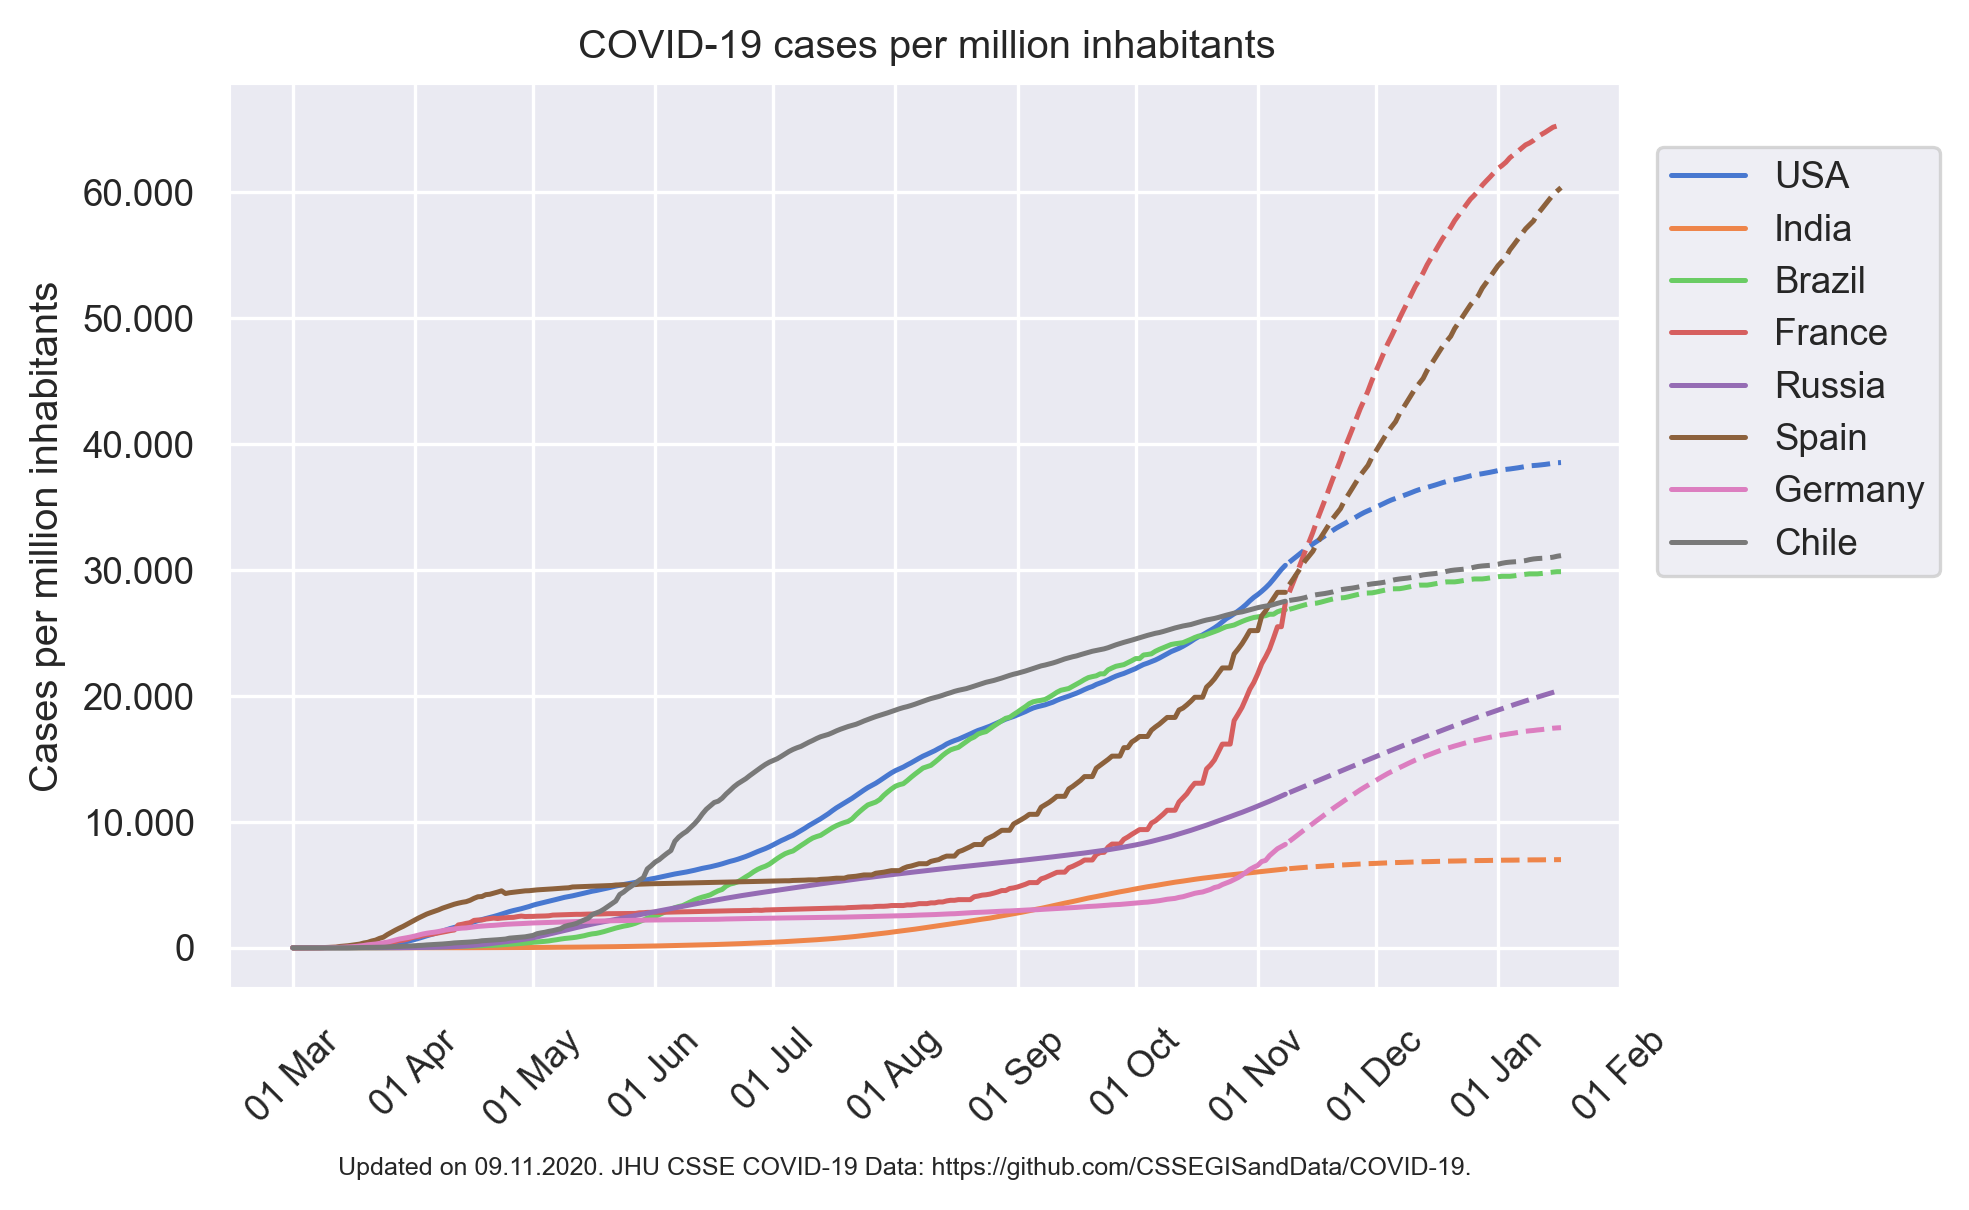 COVID-19 cases per million inhabitants
Cases per million inhabitants
60.000
50.000
40.000
30.000
20.000
10.000
0
01 Mar
01 Apr
01 May
01 Jun
01 Jul
01 Aug
01 Sep
01 Oct
01 Nov
01 Dec
01 Jan
01 Feb
USA
India
Brazil
France
Russia
Spain
Germany
Chile
Updated on 09.11.2020. JHU CSSE COVID-19 Data: https://github.com/CSSEGISandData/COVID-19.